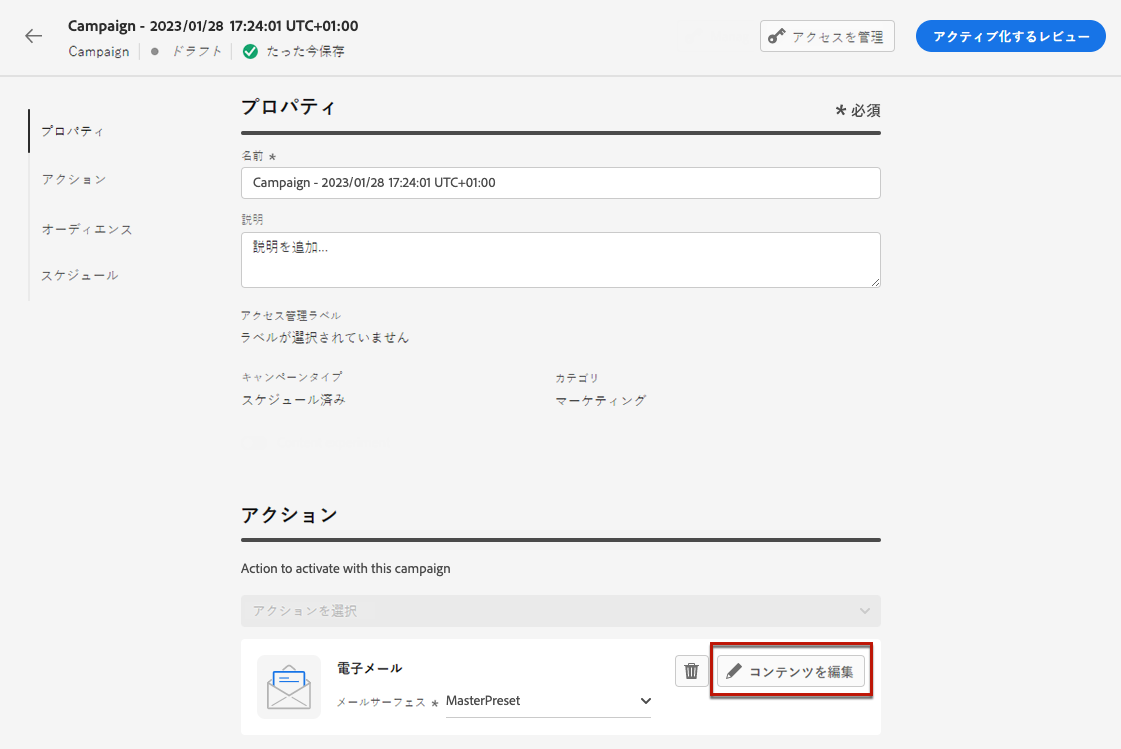 Campaign - 2023/01/28 17:24:01 UTC+01:00
Campaign ドラフト たった今保存
アクセスを管理
アクティブ化するレビュー
プロパティ
アクション
オーディエンス
スケジュール
プロパティ
* 必須
名前 *
Campaign - 2023/01/28 17:24:01 UTC+01:00
説明
説明を追加...
アクセス管理ラベル
ラベルが選択されていません
キャンペーンタイプ
スケジュール済み
カテゴリ
マーケティング
アクション
Action to activate with this campaign
アクションを選択
電子メール
メールサーフェス * MasterPreset
コンテンツを編集